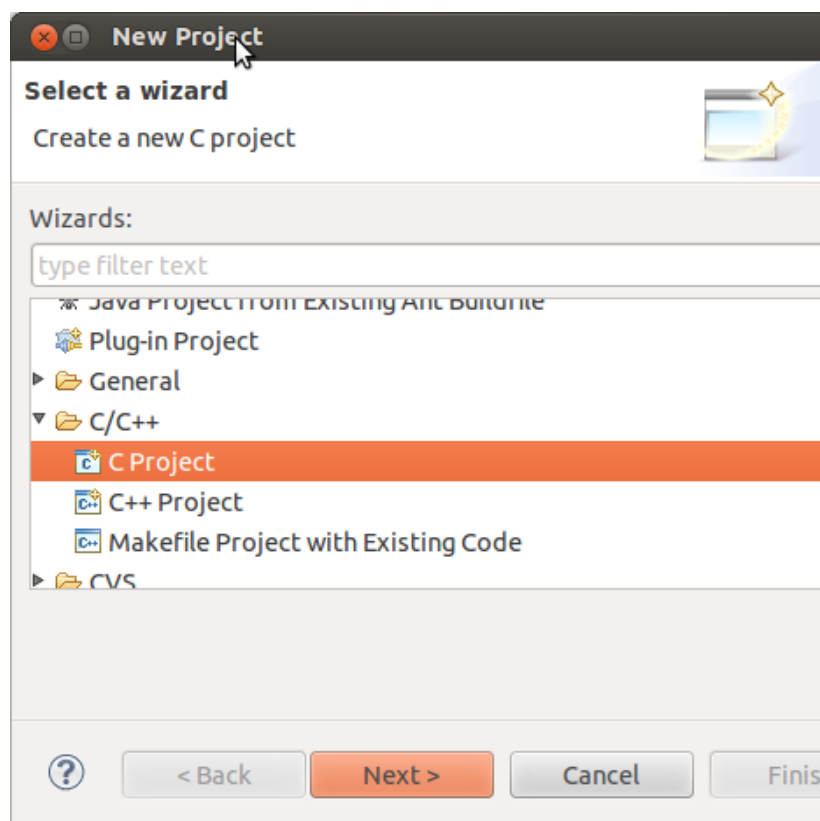 New Project
Select a wizard
Create a new C project
Wizards:
type filter text
Java Project from Existing Ant Buildfile
Plug-in Project
General
C/C++
C Project
C++ Project
Makefile Project with Existing Code
CVS
? < Back Next > Cancel Finis